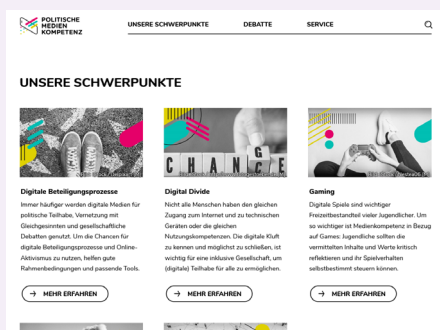 POLITISCHE
MEDIEN
KOMPETENZ
UNSERE SCHWERPUNKTE
DEBATTE
SERVICE
UNSERE SCHWERPUNKTE
CHANGE
G
Digitale Beteiligungsprozesse
Immer häufiger werden digitale Medien für
politische Teilhabe, Vernetzung mit
Gleichgesinnten und gesellschaftliche
Debatten genutzt. Um die Chancen für
digitale Beteiligungsprozesse und Online-
Aktivismus zu nutzen, helfen gute
Rahmenbedingungen und passende Tools.
MEHR ERFAHREN
Digital Divide
Nicht alle Menschen haben den gleichen
Zugang zum Internet und zu technischen
Geräten oder die gleichen
Nutzungskompetenzen. Die digitale Kluft
zu kennen und möglichst zu schließen, ist
wichtig für eine inklusive Gesellschaft, um
(digitale) Teilhabe für alle zu ermöglichen.
MEHR ERFAHREN
Gaming
Digitale Spiele sind wichtiger
Freizeitbestandteil vieler Jugendlicher. Um
so wichtiger ist Medienkompetenz in Bezug
auf Games: Jugendliche sollten die
vermittelten Inhalte und Werte kritisch
reflektieren und ihr Spielverhalten
selbstbestimmt steuern können.
MEHR ERFAHREN